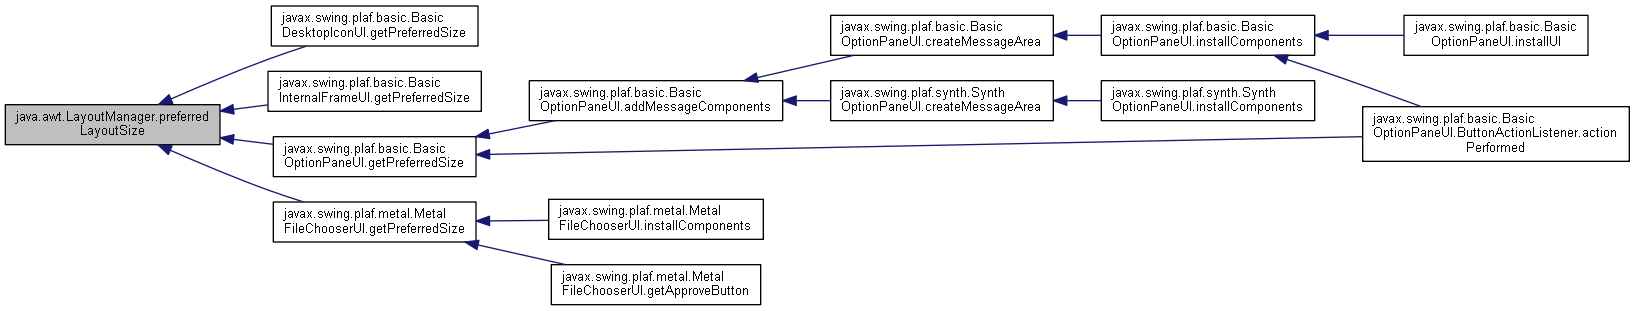 javax.swing.plaf.basic.Basic
DesktopIconUI.getPreferredSize
javax.swing.plaf.basic.Basic
InternalFrameUI.getPreferredSize
java.awt.LayoutManager.preferred
LayoutSize
javax.swing.plaf.basic.Basic
OptionPaneUI.getPreferredSize
javax.swing.plaf.metal.Metal
FileChooserUI.getPreferredSize
javax.swing.plaf.basic.Basic
OptionPaneUI.addMessageComponents
javax.swing.plaf.metal.Metal
FileChooserUI.installComponents
javax.swing.plaf.metal.Metal
FileChooserUI.getApproveButton
javax.swing.plaf.basic.Basic
OptionPaneUI.createMessageArea
javax.swing.plaf.synth.Synth
OptionPaneUI.createMessageArea
javax.swing.plaf.basic.Basic
OptionPaneUI.installComponents
javax.swing.plaf.synth.Synth
OptionPaneUI.installComponents
javax.swing.plaf.basic.Basic
OptionPaneUI.installUI
javax.swing.plaf.basic.Basic
OptionPaneUI.ButtonActionListener.action
Performed